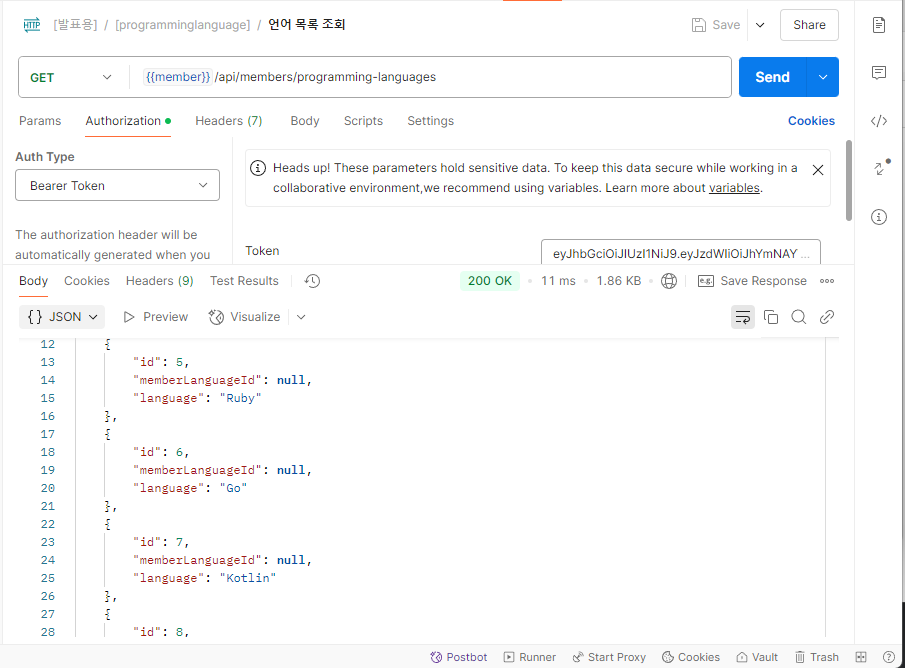 HTTP [발표용] / [programminglanguage] / 언어 목록 조회 Save Share
GET {{member}} /api/members/programming-languages Send
Params Authorization Headers (7) Body Scripts Settings Cookies
Auth Type
Bearer Token
The authorization header will be
automatically generated when you
Heads up! These parameters hold sensitive data. To keep this data secure while working in a
collaborative environment,we recommend using variables. Learn more about variables.
Token eyJhbGciOiJIUzI1NiJ9.eyJzdWIiOiJhYmNAY ...
Body Cookies Headers (9) Test Results 200 OK 11 ms 1.86 KB e.g. Save Response
{} JSON Preview Visualize
12 {
13 "id": 5,
14 "memberLanguageId": null,
15 "language": "Ruby"
16 },
17 {
18 "id": 6,
19 "memberLanguageId": null,
20 "language": "Go"
21 },
22 {
23 "id": 7,
24 "memberLanguageId": null,
25 "language": "Kotlin"
26 },
27 {
28 "id": 8,
Postbot Runner Start Proxy Cookies Vault Trash